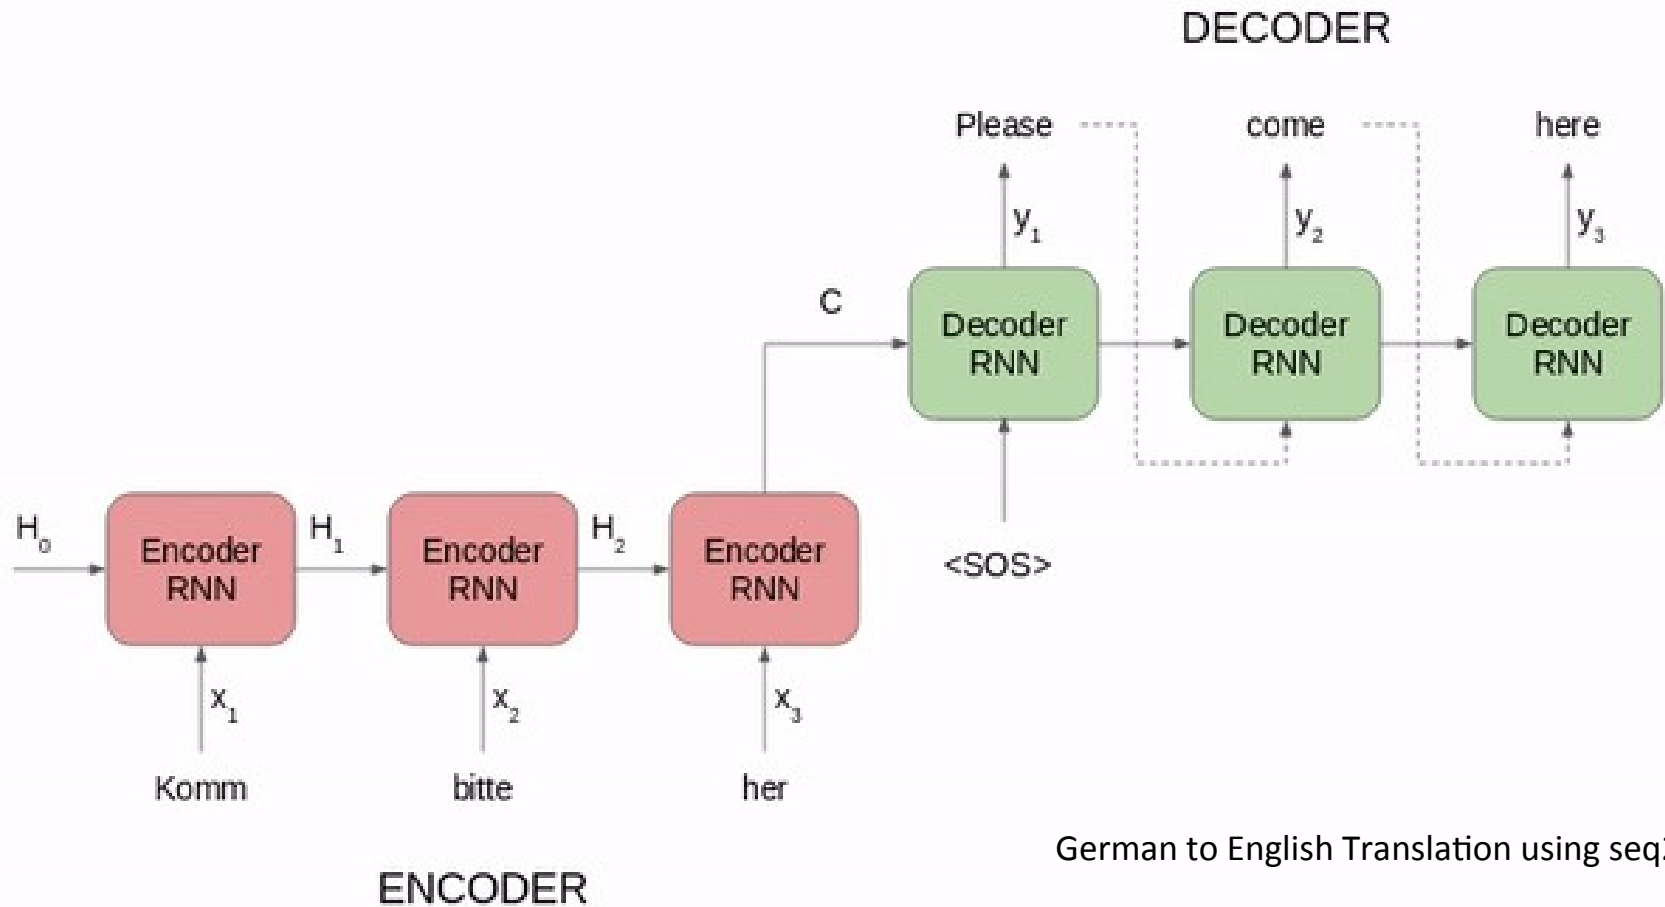 DECODER
Please come here
y1 y2 y3
C
Decoder RNN Decoder RNN Decoder RNN
<SOS>
H0 H1 H2
Encoder RNN Encoder RNN Encoder RNN
x1 x2 x3
Komm bitte her
German to English Translation using
ENCODER